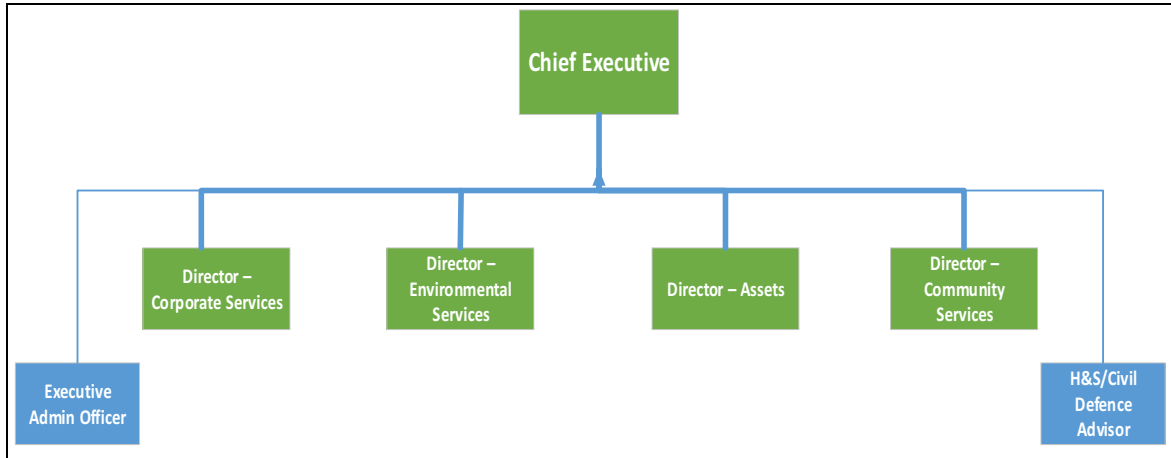 Chief Executive
Director –
Corporate Services
Director –
Environmental
Services
Director – Assets
Director –
Community
Services
Executive
Admin Officer
H&S/Civil
Defence
Advisor